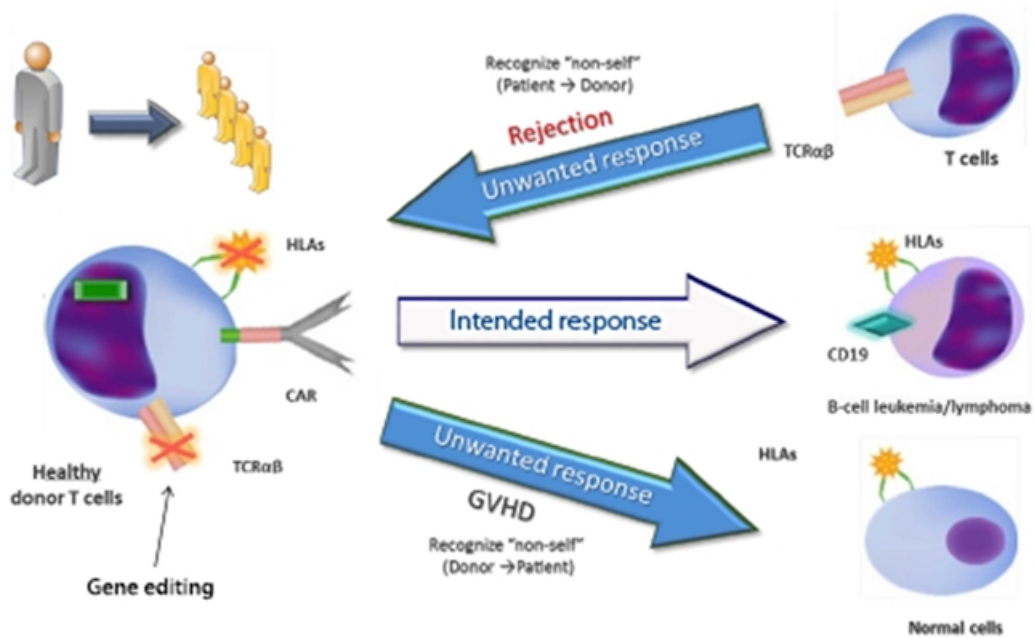 Recognize "non-self"
(Patient → Donor)
Rejection
Unwanted response
TCRαβ
T cells
HLAs
HLAs
Intended response
CD19
CAR
B-cell leukemia/lymphoma
Unwanted response
HLAs
TCRαβ
Healthy
donor T cells
GVHD
Recognize "non-self"
(Donor →Patient)
Gene editing
Normal cells